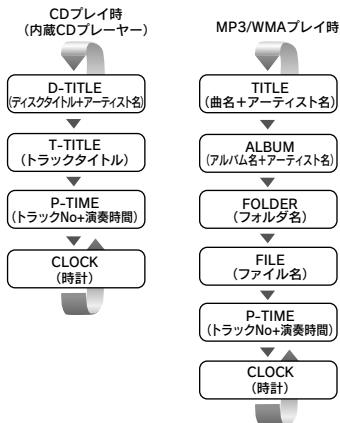 CDプレイ時
(内蔵CDプレーヤー)
D-TITLE
(ディスクタイトル+アーティスト名)
T-TITLE
(トラックタイトル)
P-TIME
(トラックNo+演奏時間)
CLOCK
(時計)
MP3/WMAプレイ時
TITLE
(曲名+アーティスト名)
ALBUM
(アルバム名+アーティスト名)
FOLDER
(フォルダ名)
FILE
(ファイル名)
P-TIME
(トラックNo+演奏時間)
CLOCK
(時計)